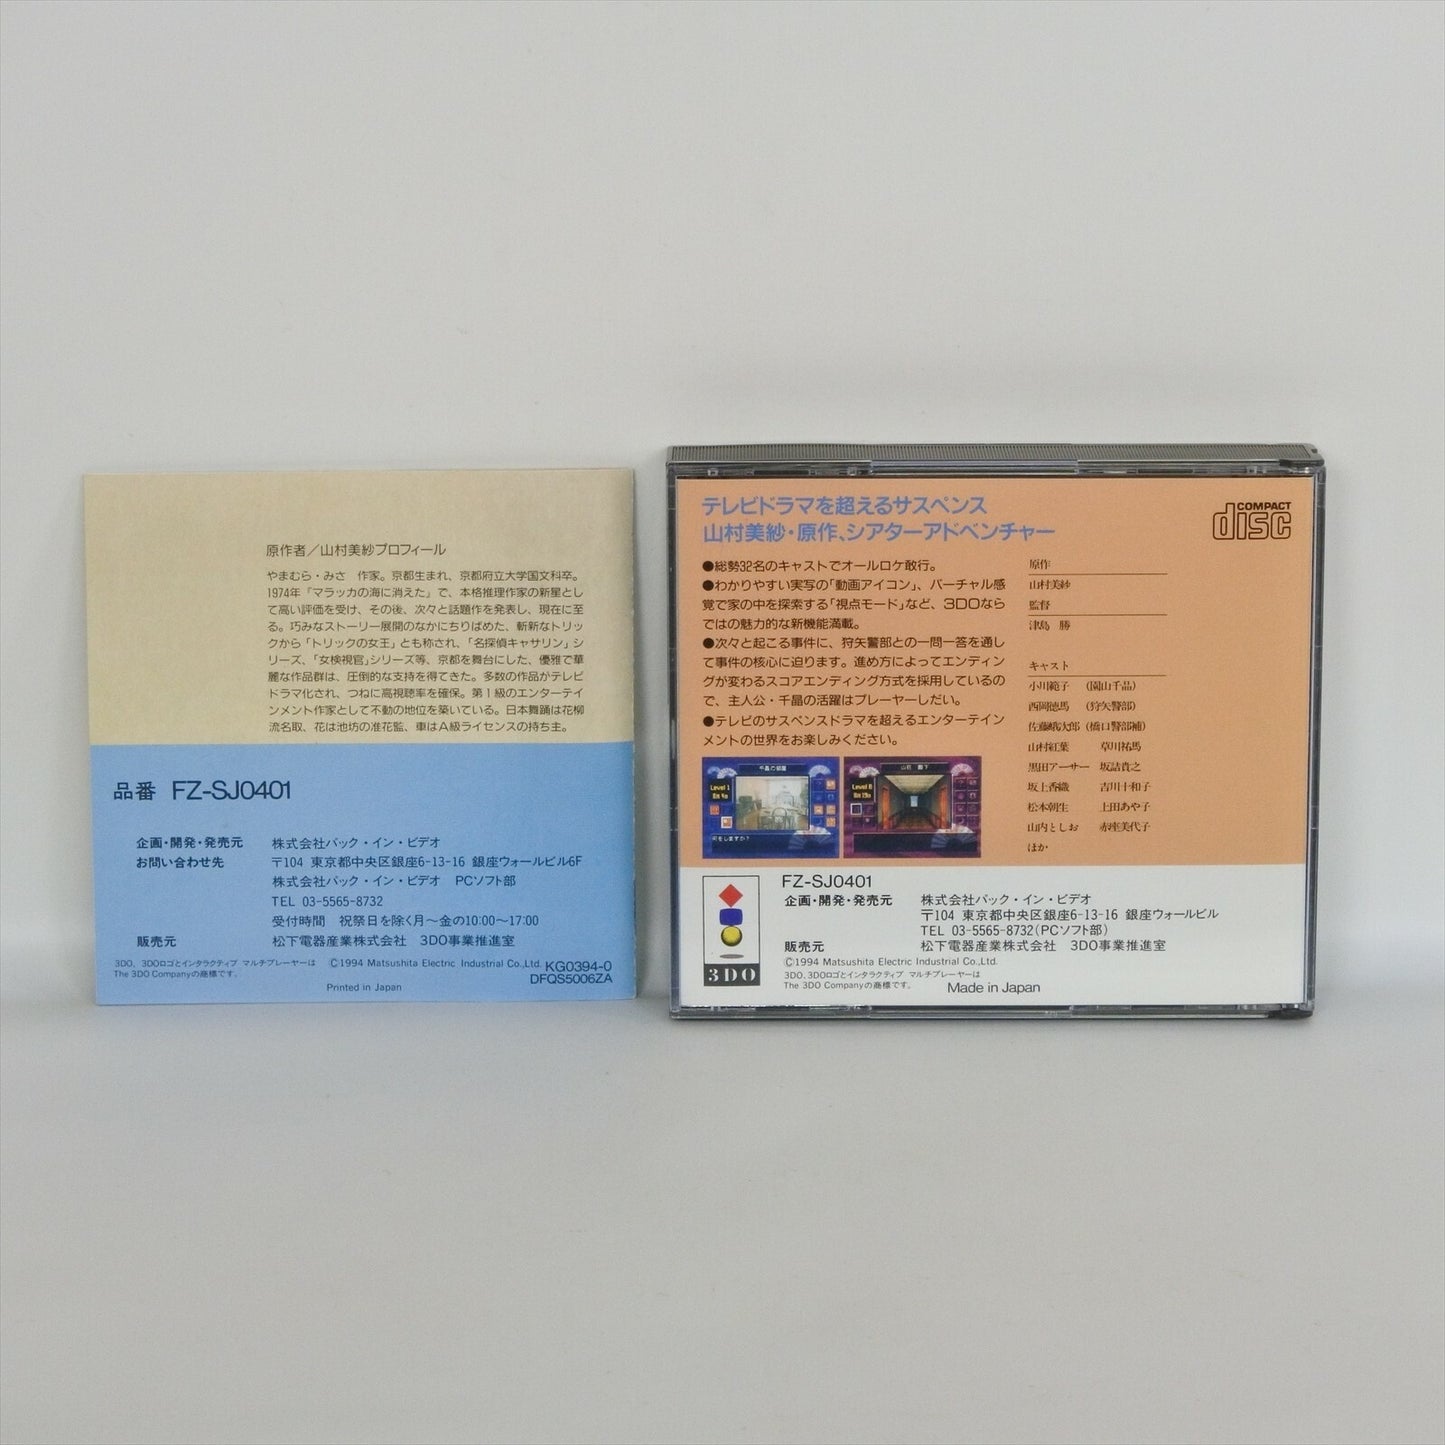 原作者／山村美紗プロフィール
やまむら・みさ　作家。京都生まれ、京都府立大学国文科卒。
1974年「マラッカの海に消えた」で、本格推理作家の新星とし
て高い評価を受け、その後、次々と話題作を発表し、現在に至
る。巧みなストーリー展開のなかにちりばめた、斬新なトリッ
クから「トリックの女王」とも称され、「名探偵キャサリン」シ
リーズ、「女検視官」シリーズ等、京都を舞台にした、優雅で華
麗な作品群は、圧倒的な支持を得てきた。多数の作品がテレビ
ドラマ化され、つねに高視聴率を確保。第1級のエンターテイ
ンメント作家として不動の地位を築いている。日本舞踊は花柳
流名取、花は池坊の准花監、車はA級ライセンスの持ち主。
品番 FZ-SJ0401
企画・開発・発売元　株式会社パック・イン・ビデオ
お問い合わせ先　〒104 東京都中央区銀座6-13-16 銀座ウォールビル6F
株式会社パック・イン・ビデオ　PCソフト部
TEL 03-5565-8732
受付時間　祝祭日を除く月〜金の10:00〜17:00
販売元　松下電器産業株式会社　3DO事業推進室
3DO、3DOロゴとインタラクティブ マルチプレーヤーは
The 3DO Companyの商標です。
©1994 Matsushita Electric Industrial Co.,Ltd.
KG0394-0
DFQS5006ZA
Printed in Japan
テレビドラマを超えるサスペンス
山村美紗・原作、シアターアドベンチャー
COMPACT
disc
●総勢32名のキャストでオールロケ敢行。
●わかりやすい実写の「動画アイコン」、バーチャル感
覚で家の中を探索する「視点モード」など、3DOなら
ではの魅力的な新機能満載。
●次々と起こる事件に、狩矢警部との一問一答を通し
て事件の核心に迫ります。進め方によってエンディン
グが変わるスコアエンディング方式を採用しているの
で、主人公・千晶の活躍はプレーヤーしだい。
●テレビのサスペンスドラマを超えるエンターテイン
メントの世界をお楽しみください。
原作
山村美紗
監督
津島　勝
キャスト
小川範子　（園山千晶）
西岡徳馬　（狩矢警部）
佐藤蛾次郎（橋口警部補）
山村紅葉　草川祐馬
黒田アーサー　坂詰貴之
坂上香織　吉川十和子
松本朝生　上田あや子
山内としお　赤座美代子
ほか
千晶の部屋
Level 1
何をしますか？
Level 8
3DO
FZ-SJ0401
企画・開発・発売元　株式会社パック・イン・ビデオ
〒104 東京都中央区銀座6-13-16 銀座ウォールビル
TEL 03-5565-8732(PCソフト部)
販売元　松下電器産業株式会社　3DO事業推進室
©1994 Matsushita Electric Industrial Co.,Ltd.
3DO、3DOロゴとインタラクティブ マルチプレーヤーは
The 3DO Companyの商標です。
Made in Japan